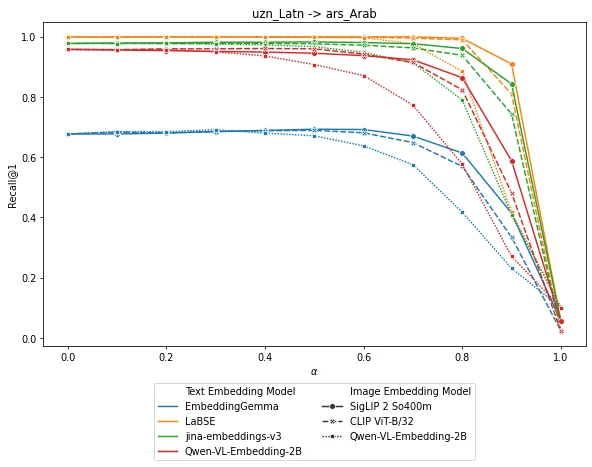 uzn_Latn -> ars_Arab
Recall@1
1.0
0.8
0.6
0.4
0.2
0.0
0.0 0.2 0.4 0.6 0.8 1.0
α
Text Embedding Model
EmbeddingGemma
LaBSE
jina-embeddings-v3
Qwen-VL-Embedding-2B
Image Embedding Model
SigLIP 2 So400m
CLIP ViT-B/32
Qwen-VL-Embedding-2B